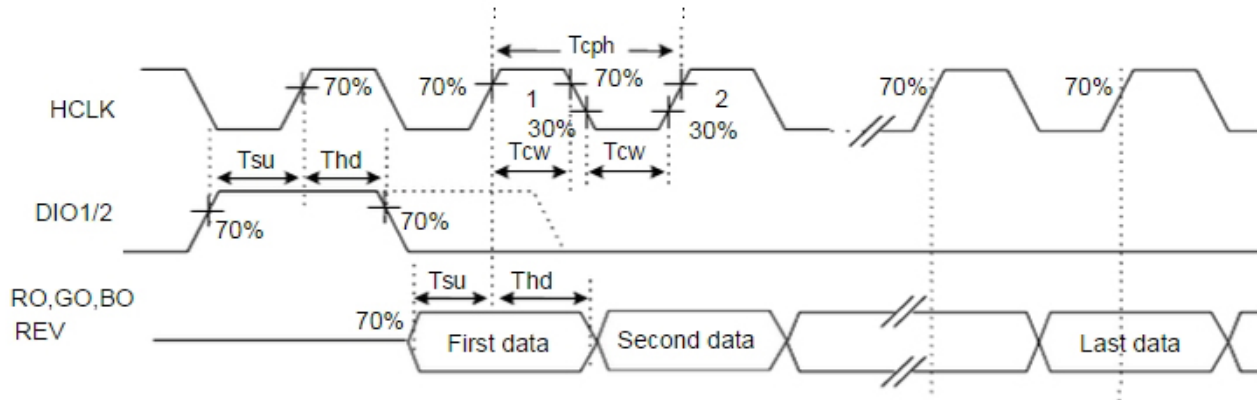 Tcph
HCLK
70%
70%
1
30%
70%
2
30%
70%
70%
Tsu
Thd
Tcw
Tcw
DIO1/2
70%
70%
Tsu
Thd
RO,GO,BO
REV
70%
First data
Second data
Last data